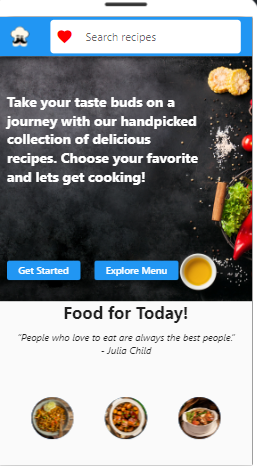 Search recipes
Take your taste buds on a
journey with our handpicked
collection of delicious
recipes. Choose your favorite
and lets get cooking!
Get Started
Explore Menu
Food for Today!
"People who love to eat are always the best people."
- Julia Child